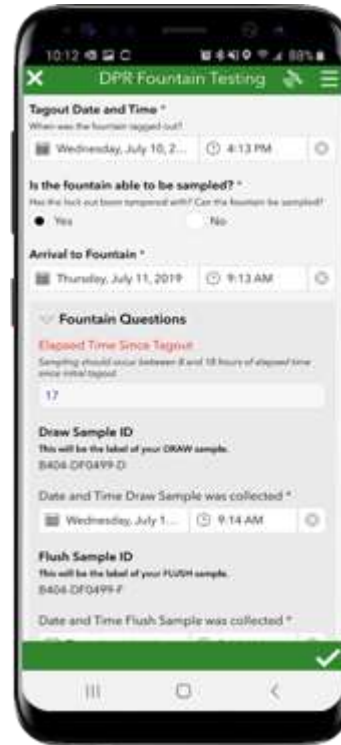 10:12
88%
DPR Fountain Testing
Tagout Date and Time *
When was the fountain tagged out?
Wednesday, July 10, 2... 4:13 PM
Is the fountain able to be sampled? *
Has the lock out been tampered with? Can the fountain be sampled?
Yes No
Arrival to Fountain *
Thursday, July 11, 2019 9:13 AM
Fountain Questions
Elapsed Time Since Tagout
Sampling should occur between 8 and 18 hours of elapsed time
since initial tagout
17
Draw Sample ID
This will be the label of your DRAW sample.
B404-DF0499-D
Date and Time Draw Sample was collected *
Wednesday, July 1... 9:14 AM
Flush Sample ID
This will be the label of your FLUSH sample.
B404-DF0499-F
Date and Time Flush Sample was collected *